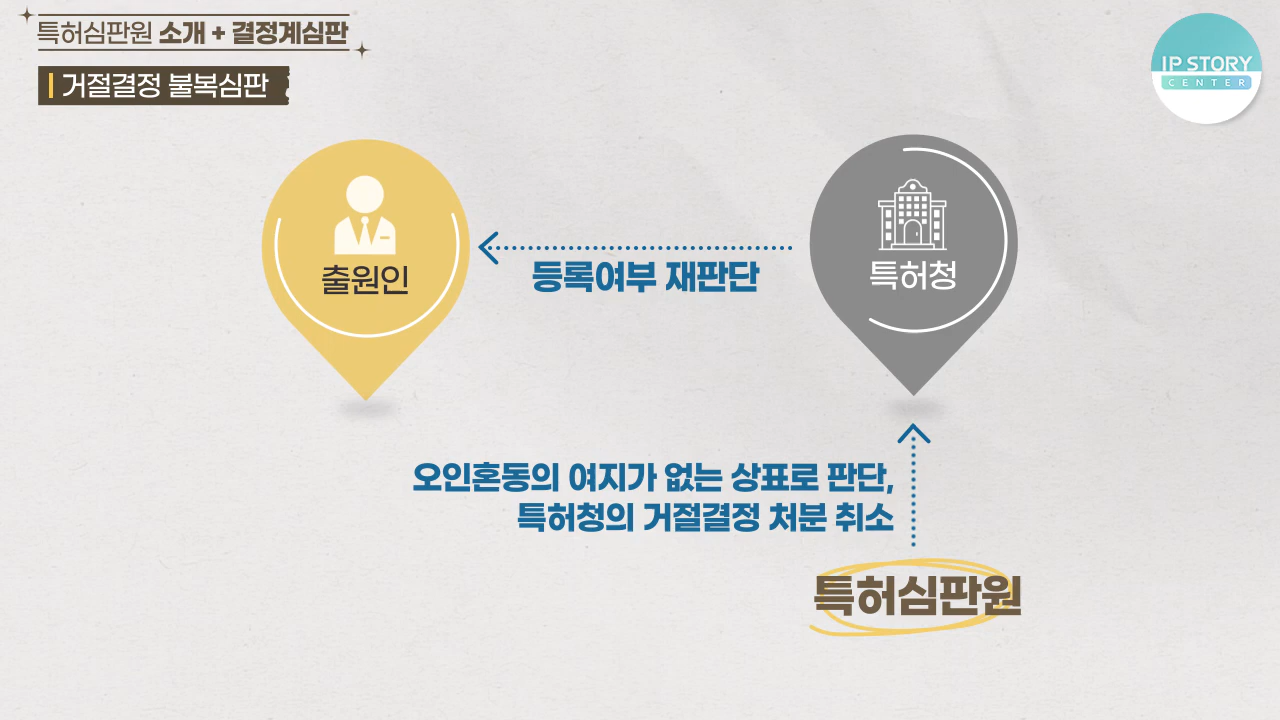 특허심판원 소개 + 결정계심판
거절결정 불복심판
IP STORY
CENTER
출원인
등록여부 재판단
특허청
오인혼동의 여지가 없는 상표로 판단,
특허청의 거절결정 처분 취소
특허심판원